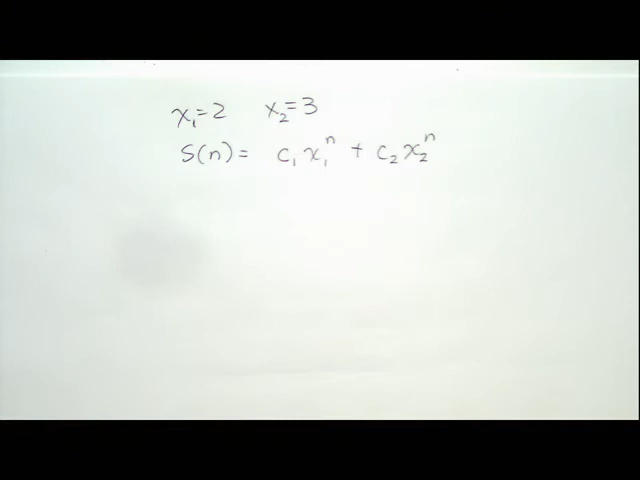 x₁=2 x₂=3
S(n)= c₁x₁ⁿ + c₂x₂ⁿ